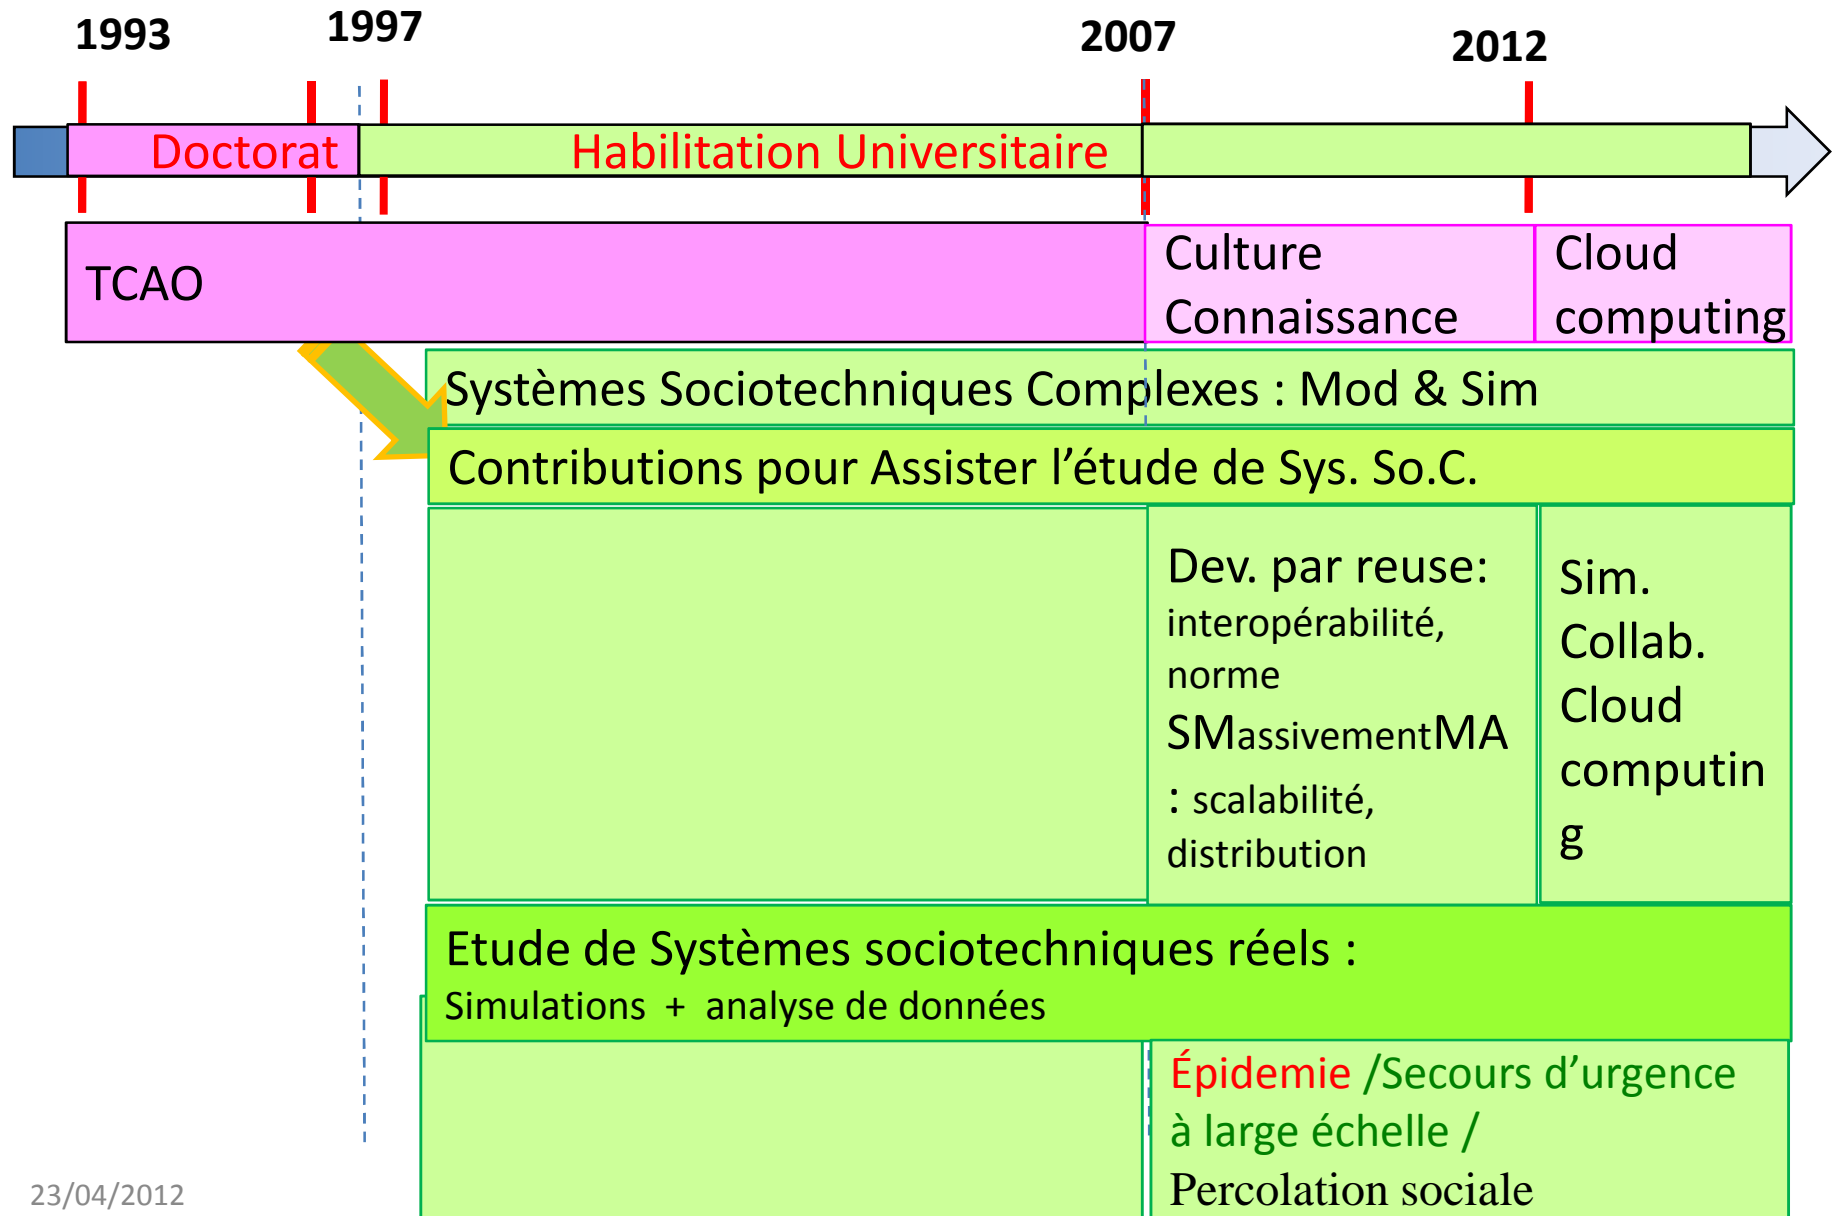 1993
1997
2007
2012
Doctorat
Habilitation Universitaire
TCAO
Culture
Connaissance
Cloud
computing
Systèmes Sociotechniques Complexes : Mod & Sim
Contributions pour Assister l’étude de Sys. So.C.
Dev. par reuse:
interopérabilité,
norme
SMassivementMA
: scalabilité,
distribution
Sim.
Collab.
Cloud
computin
g
Etude de Systèmes sociotechniques réels :
Simulations + analyse de données
Épidemie /Secours d’urgence
à large échelle /
Percolation sociale
23/04/2012